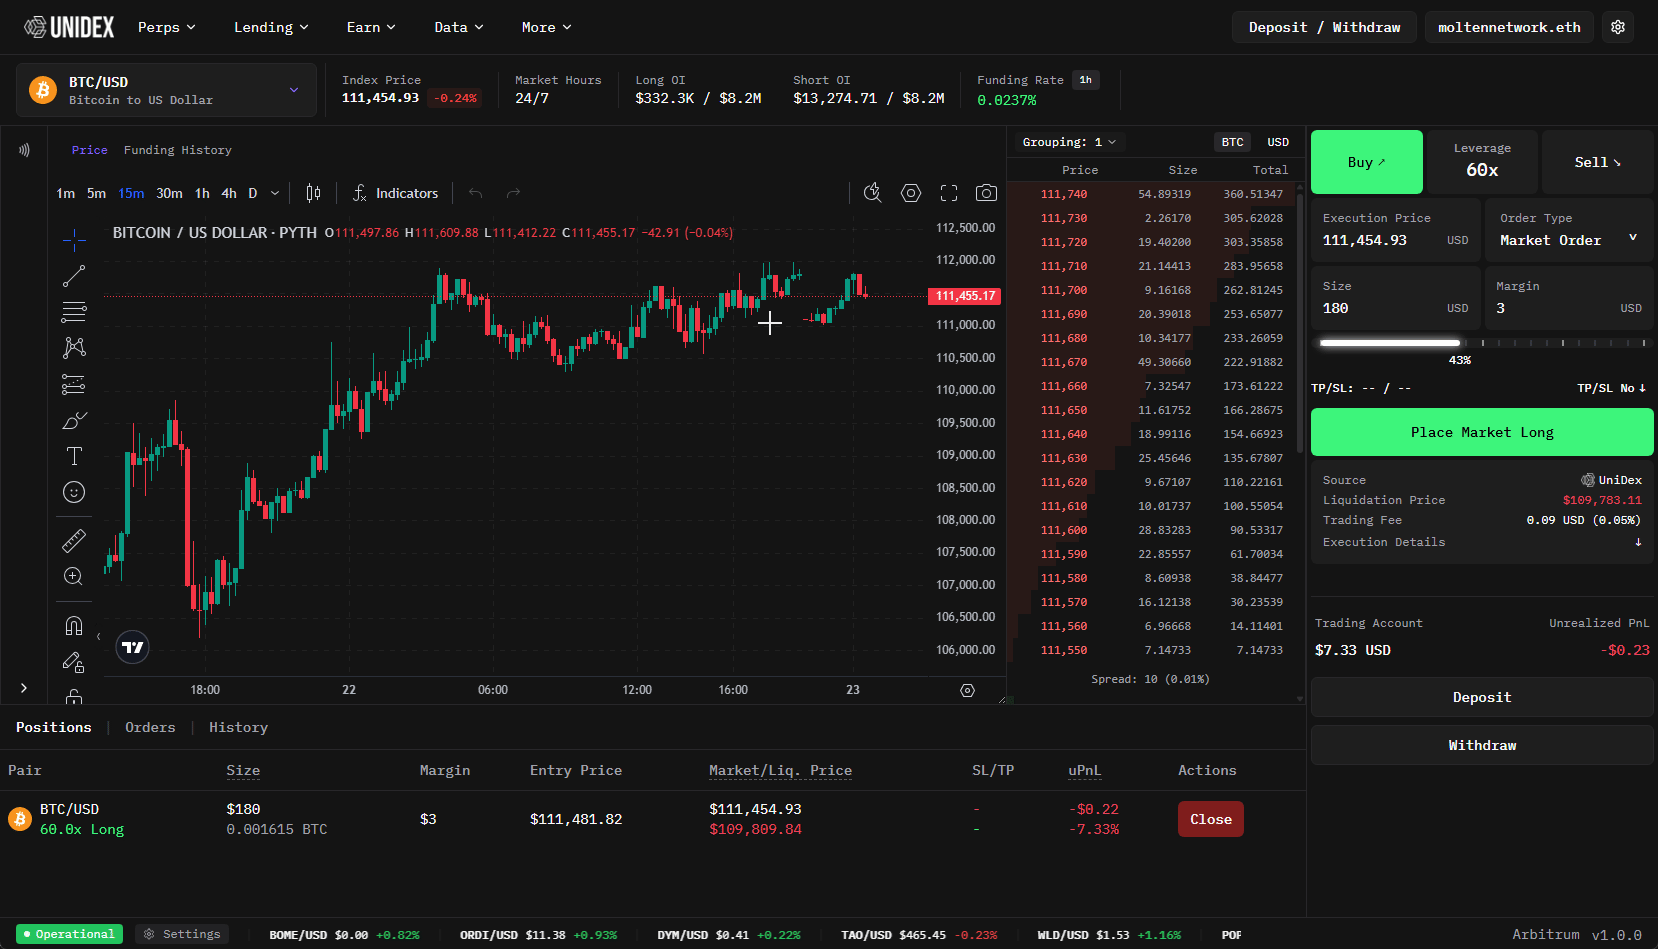 UNIDEX
Perps Lending Earn Data More
Deposit / Withdraw moltennetwork.eth
BTC/USD
Bitcoin to US Dollar
Index Price
111,454.93 -0.24%
Market Hours
24/7
Long OI
$332.3K / $8.2M
Short OI
$13,274.71 / $8.2M
Funding Rate 1h
0.0237%
Price Funding History
1m 5m 15m 30m 1h 4h D Indicators
BITCOIN / US DOLLAR · PYTH O111,497.86 H111,609.88 L111,412.22 C111,455.17 −42.91 (−0.04%)
112,500.00
112,000.00
111,455.17
111,000.00
110,500.00
110,000.00
109,500.00
109,000.00
108,500.00
108,000.00
107,500.00
107,000.00
106,500.00
106,000.00
18:00 22 06:00 12:00 16:00 23
Grouping: 1 BTC USD
Price Size Total
111,740 54.89319 360.51347
111,730 2.26170 305.62028
111,720 19.40200 303.35858
111,710 21.14413 283.95658
111,700 9.16168 262.81245
111,690 20.39018 253.65077
111,680 10.34177 233.26059
111,670 49.30660 222.91882
111,660 7.32547 173.61222
111,650 11.61752 166.28675
111,640 18.99116 154.66923
111,630 25.45646 135.67807
111,620 9.67107 110.22161
111,610 10.01737 100.55054
111,600 28.83283 90.53317
111,590 22.85557 61.70034
111,580 8.60938 38.84477
111,570 16.12138 30.23539
111,560 6.96668 14.11401
111,550 7.14733 7.14733
Spread: 10 (0.01%)
Buy ↗
Leverage
60x
Sell ↘
Execution Price
111,454.93 USD
Order Type
Market Order
Size
180 USD
Margin
3 USD
43%
TP/SL: -- / -- TP/SL No ↓
Place Market Long
Source UniDex
Liquidation Price $109,783.11
Trading Fee 0.09 USD (0.05%)
Execution Details ↓
Trading Account Unrealized PnL
$7.33 USD -$0.23
Deposit
Withdraw
Positions | Orders | History
Pair Size Margin Entry Price Market/Liq. Price SL/TP uPnL Actions
BTC/USD
60.0x Long
$180
0.001615 BTC
$3
$111,481.82
$111,454.93
$109,809.84
-
-
-$0.22
-7.33%
Close
Operational Settings BOME/USD $0.00 +0.82% ORDI/USD $11.38 +0.93% DYM/USD $0.41 +0.22% TAO/USD $465.45 -0.23% WLD/USD $1.53 +1.16% Arbitrum v1.0.0